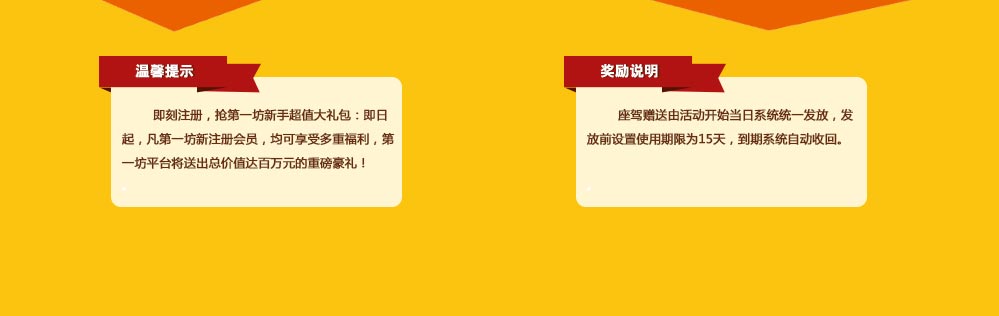 温馨提示
即刻注册，抢第一坊新手超值大礼包：即日
起，凡第一坊新注册会员，均可享受多重福利，第
一坊平台将送出总价值达百万元的重磅豪礼！
奖励说明
座驾赠送由活动开始当日系统统一发放，发
放前设置使用期限为15天，到期系统自动收回。